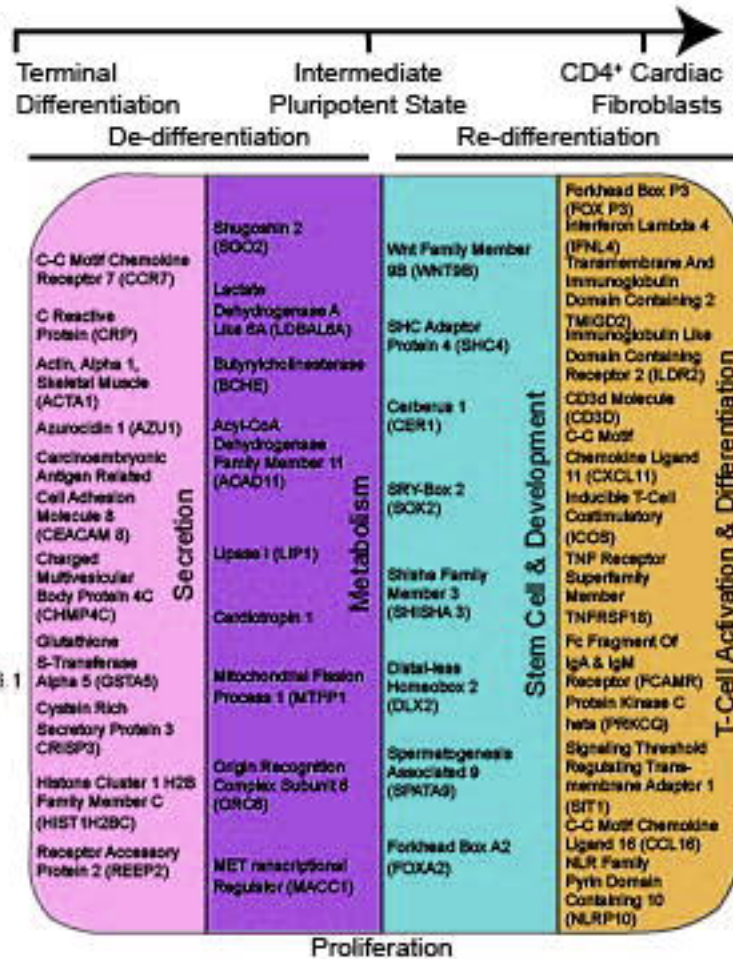 Terminal
Differentiation
Intermediate
Pluripotent State
CD4+ Cardiac
Fibroblasts
De-differentiation
Re-differentiation
C-C Motif Chemokine
Receptor 7 (CCR7)
C Reactive
Protein (CRP)
Actin, Alpha 1,
Skeletal Muscle
(ACTA1)
Azurocidin 1 (AZU1)
Carcinoembryonic
Antigen Related
Cell Adhesion
Molecule 8
(CEACAM 8)
Charged
Multivesicular
Body Protein 4C
(CHMP4C)
Glutathione
S-Transferase
Alpha 5 (GSTA5)
Cystein Rich
Secretory Protein 3
CRISP3)
Histone Cluster 1 H2B
Family Member C
(HIST1H2BC)
Receptor Accessory
Protein 2 (REEP2)
Secretion
Shugoshin 2
(SGO2)
Lactate
Dehydrogenase A
Like 6A
Butyrylcholinesterase
(BCHE)
Acyl-CoA
Dehydrogenase
Family Member 11
(ACAD11)
Lipase I (LIP1)
Cardiotropin 1
Mitochondrial Fission
Process 1 (MTFP1
Origin Recognition
Complex Subunit 6
(ORC6)
MET transcriptional
Regulator (MACC1)
Metabolism
Wnt Family Member
9B (WNT9B)
SHC Adaptor
Protein 4 (SHC4)
Cerberus 1
(CER1)
SRY-Box 2
(SOX2)
Shisha Family
Member 3
(SHISHA 3)
Distal-less
Homeobox 2
(DLX2)
Spermatogenesis
Associated 9
(SPATA9)
Forkhead Box A2
(FOXA2)
Stem Cell & Development
Forkhead Box P3
(FOX P3)
Interferon Lambda 4
(IFNL4)
Transmembrane And
Immunoglobulin
Domain Containing 2
TMIGD2)
Immunoglobulin Like
Domain Containing
Receptor 2 (ILDR2)
CD3d Molecule
(CD3D)
C-C Motif
Chemokine Ligand
11 (CXCL11)
Inducible T-Cell
Costimulatory
(ICOS)
TNF Receptor
Superfamily
Member
TNFRSF18)
Fc Fragment Of
IgA & IgM
Receptor (FCAMR)
Protein Kinase C
heta (PRKCQ)
Signaling Threshold
Regulating Trans-
membrane Adaptor 1
(SIT1)
C-C Motif Chemokine
Ligand 16 (CCL16)
NLR Family
Pyrin Domain
Containing 10
(NLRP10)
T-Cell Activation & Differentiation
Proliferation